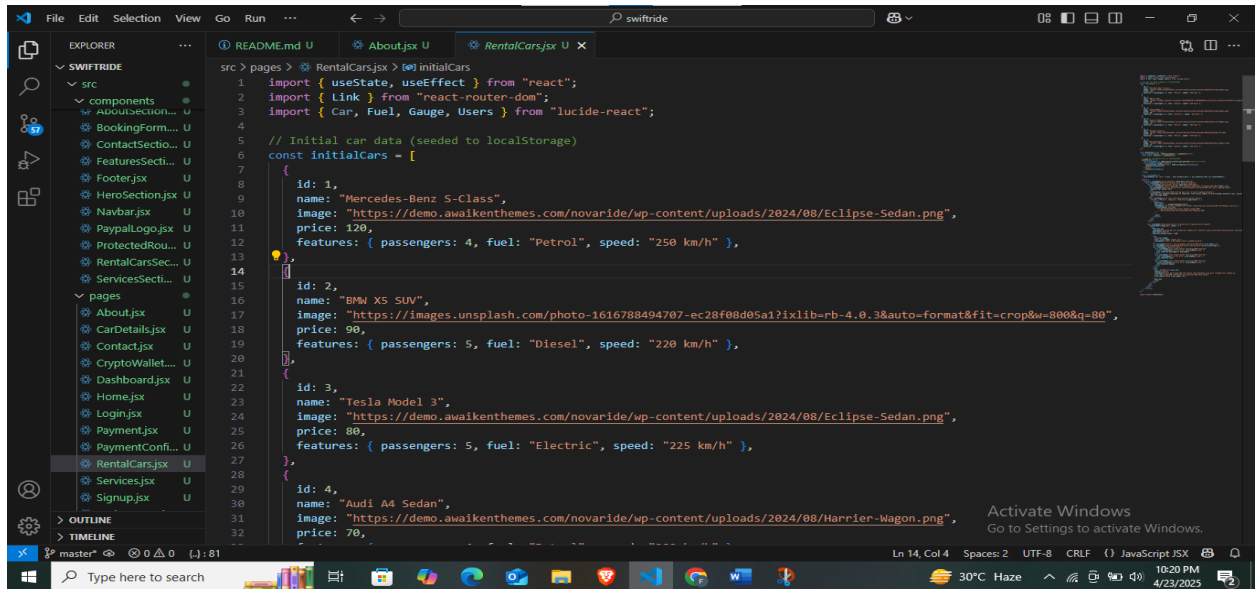 File Edit Selection View Go Run ··· ← → swiftride
EXPLORER ···
SWIFTRIDE
src
components
AboutSection... U
BookingForm.... U
ContactSectio... U
FeaturesSecti... U
Footer.jsx U
HeroSection.jsx U
Navbar.jsx U
PaypalLogo.jsx U
ProtectedRou... U
RentalCarsSec... U
ServicesSecti... U
pages
About.jsx U
CarDetails.jsx U
Contact.jsx U
CryptoWallet.... U
Dashboard.jsx U
Home.jsx U
Login.jsx U
Payment.jsx U
PaymentConfi... U
RentalCars.jsx U
Services.jsx U
Signup.jsx U
OUTLINE
TIMELINE
57
README.md U About.jsx U RentalCars.jsx U
src > pages > RentalCars.jsx > initialCars
1 import { useState, useEffect } from "react";
2 import { Link } from "react-router-dom";
3 import { Car, Fuel, Gauge, Users } from "lucide-react";
4
5 // Initial car data (seeded to localStorage)
6 const initialCars = [
7 {
8 id: 1,
9 name: "Mercedes-Benz S-Class",
10 image: "https://demo.awaikenthemes.com/novaride/wp-content/uploads/2024/08/Eclipse-Sedan.png",
11 price: 120,
12 features: { passengers: 4, fuel: "Petrol", speed: "250 km/h" },
13 },
14 {
15 id: 2,
16 name: "BMW X5 SUV",
17 image: "https://images.unsplash.com/photo-1616788494707-ec28f08d05a1?ixlib=rb-4.0.3&auto=format&fit=crop&w=800&q=80",
18 price: 90,
19 features: { passengers: 5, fuel: "Diesel", speed: "220 km/h" },
20 },
21 {
22 id: 3,
23 name: "Tesla Model 3",
24 image: "https://demo.awaikenthemes.com/novaride/wp-content/uploads/2024/08/Eclipse-Sedan.png",
25 price: 80,
26 features: { passengers: 5, fuel: "Electric", speed: "225 km/h" },
27 },
28 {
29 id: 4,
30 name: "Audi A4 Sedan",
31 image: "https://demo.awaikenthemes.com/novaride/wp-content/uploads/2024/08/Harrier-Wagon.png",
32 price: 70,
Activate Windows
Go to Settings to activate Windows.
master* 0 0 {..} : 81 Ln 14, Col 4 Spaces: 2 UTF-8 CRLF {} JavaScript JSX
Type here to search 30°C Haze 10:20 PM
4/23/2025 2